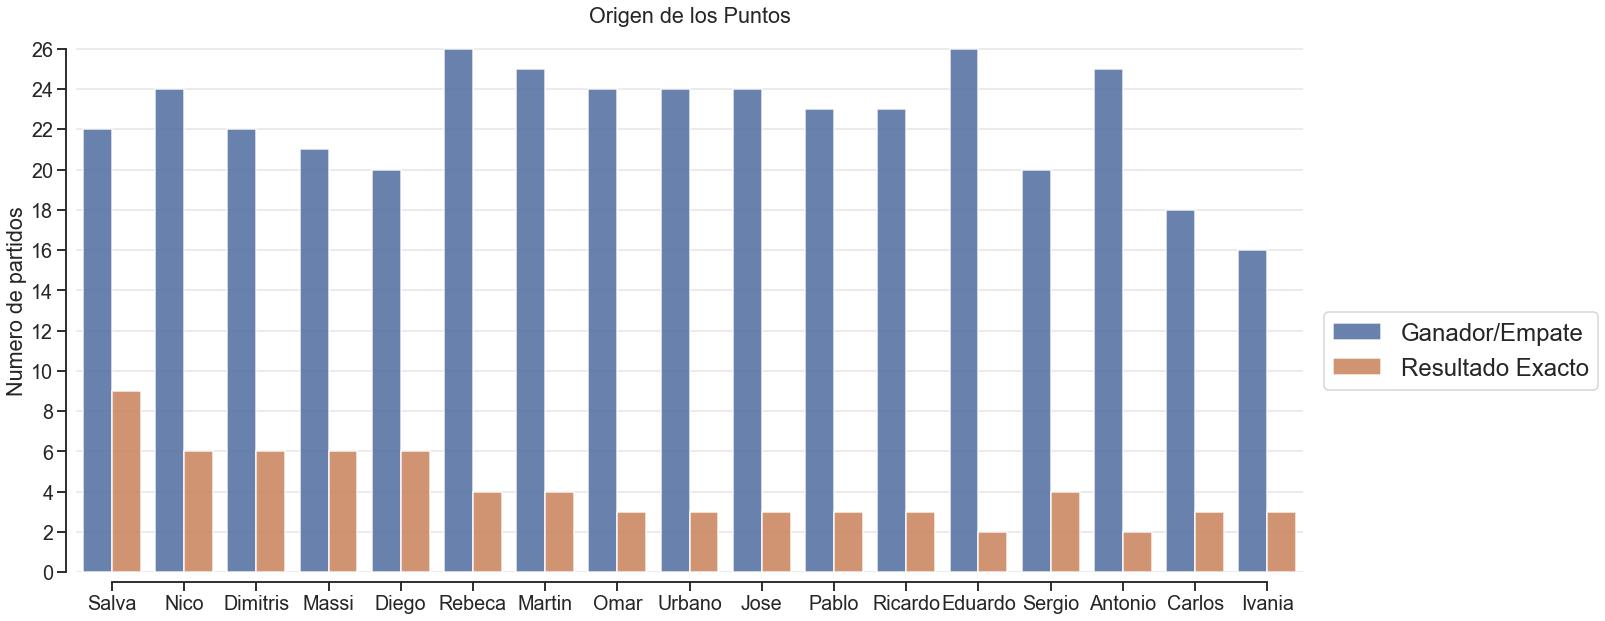 Origen de los Puntos
Numero de partidos
26
24
22
20
18
16
14
12
10
8
6
4
2
0
Salva Nico Dimitris Massi Diego Rebeca Martin Omar Urbano Jose Pablo Ricardo Eduardo Sergio Antonio Carlos Ivania
Ganador/Empate
Resultado Exacto